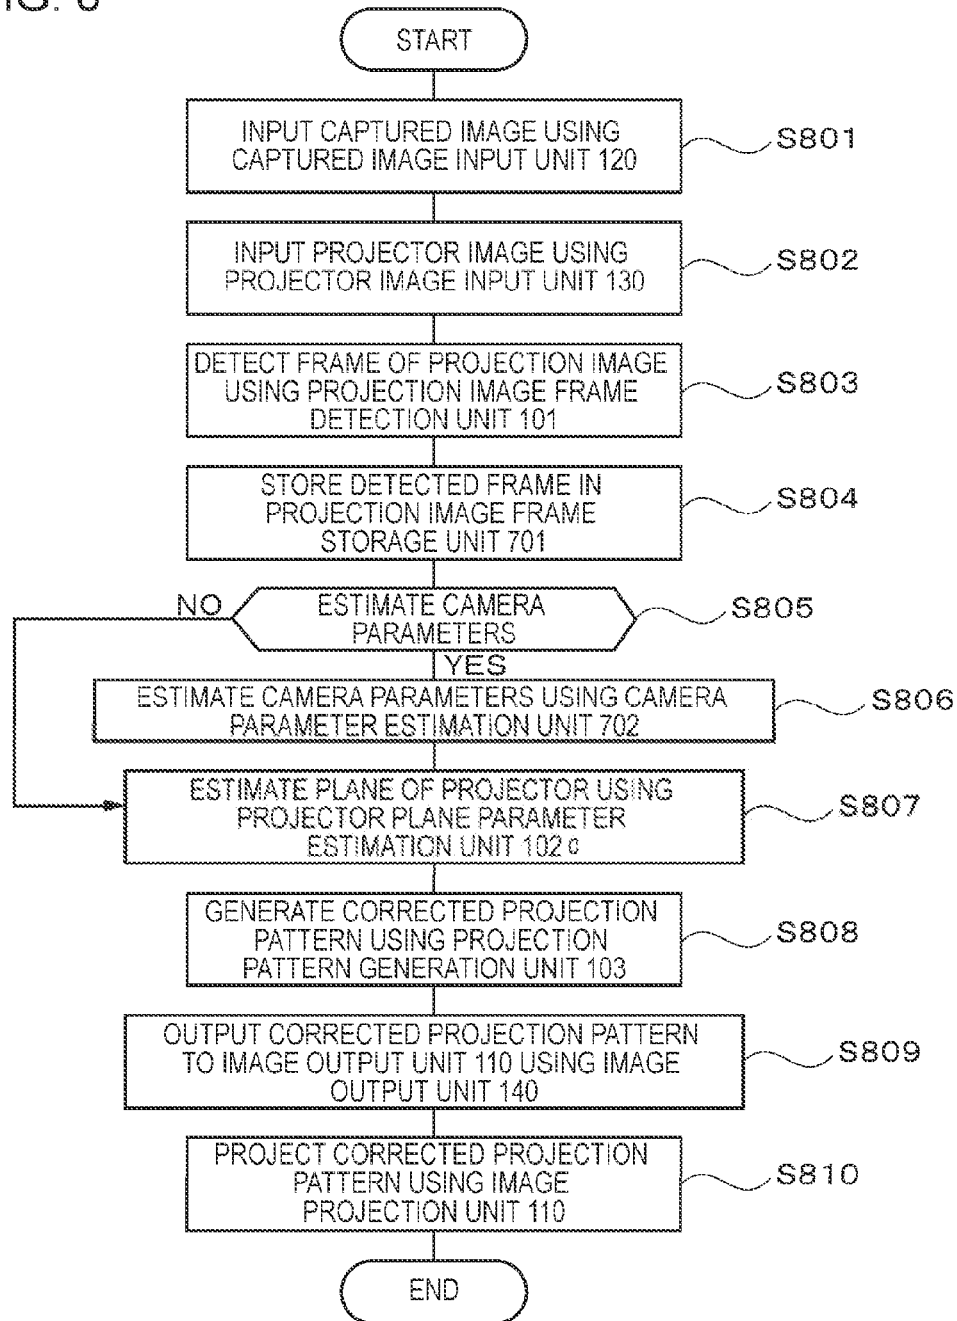 START
INPUT CAPTURED IMAGE USING
CAPTURED IMAGE INPUT UNIT 120
S801
INPUT PROJECTOR IMAGE USING
PROJECTOR IMAGE INPUT UNIT 130
S802
DETECT FRAME OF PROJECTION IMAGE
USING PROJECTION IMAGE FRAME
DETECTION UNIT 101
S803
STORE DETECTED FRAME IN
PROJECTION IMAGE FRAME
STORAGE UNIT 701
S804
NO
ESTIMATE CAMERA
PARAMETERS
S805
YES
ESTIMATE CAMERA PARAMETERS USING CAMERA
PARAMETER ESTIMATION UNIT 702
S806
ESTIMATE PLANE OF PROJECTOR USING
PROJECTOR PLANE PARAMETER
ESTIMATION UNIT 102c
S807
GENERATE CORRECTED PROJECTION
PATTERN USING PROJECTION
PATTERN GENERATION UNIT 103
S808
OUTPUT CORRECTED PROJECTION PATTERN
TO IMAGE OUTPUT UNIT 110 USING IMAGE
OUTPUT UNIT 140
S809
PROJECT CORRECTED PROJECTION
PATTERN USING IMAGE
PROJECTION UNIT 110
S810
END